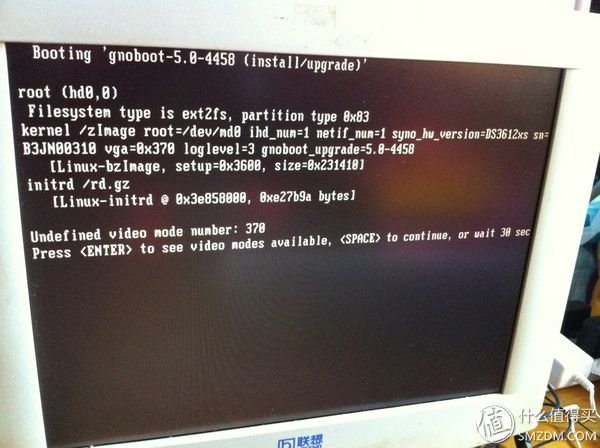 Booting 'gnoboot-5.0-4458 (install/upgrade)'
root (hd0,0)
Filesystem type is ext2fs, partition type 0x83
kernel /zImage root=/dev/md0 ihd_num=1 netif_num=1 syno_hw_version=DS3612xs sn=
B3JN00310 vga=0x370 loglevel=3 gnoboot_upgrade=5.0-4458
[Linux-bzImage, setup=0x3600, size=0x231410]
initrd /rd.gz
[Linux-initrd @ 0x3e858000, 0xe27b9a bytes]
Undefined video mode number: 370
Press <ENTER> to see video modes available, <SPACE> to continue, or wait 30 sec
联想
值 什么值得买
SMZDM.COM